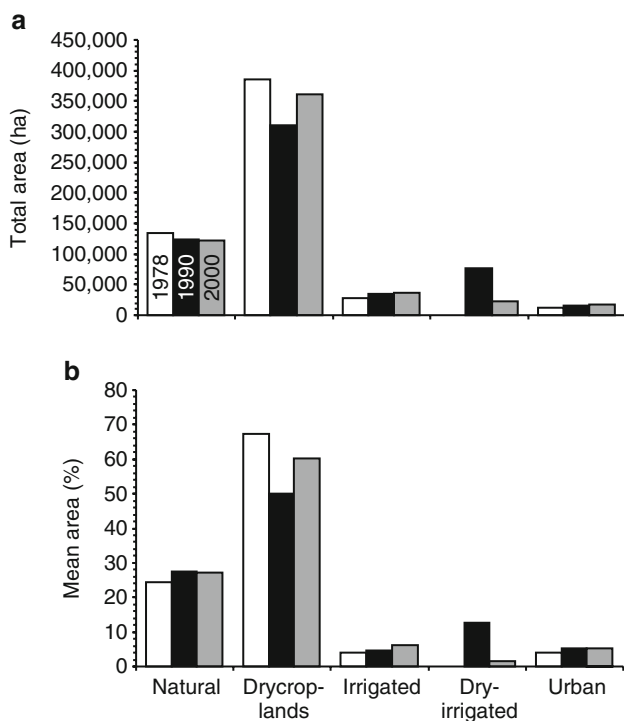 a
Total area (ha)
450,000
400,000
350,000
300,000
250,000
200,000
150,000
100,000
50,000
0
1978
1990
2000
b
Mean area (%)
80
70
60
50
40
30
20
10
0
Natural
Drycrop-
lands
Irrigated
Dry-
irrigated
Urban